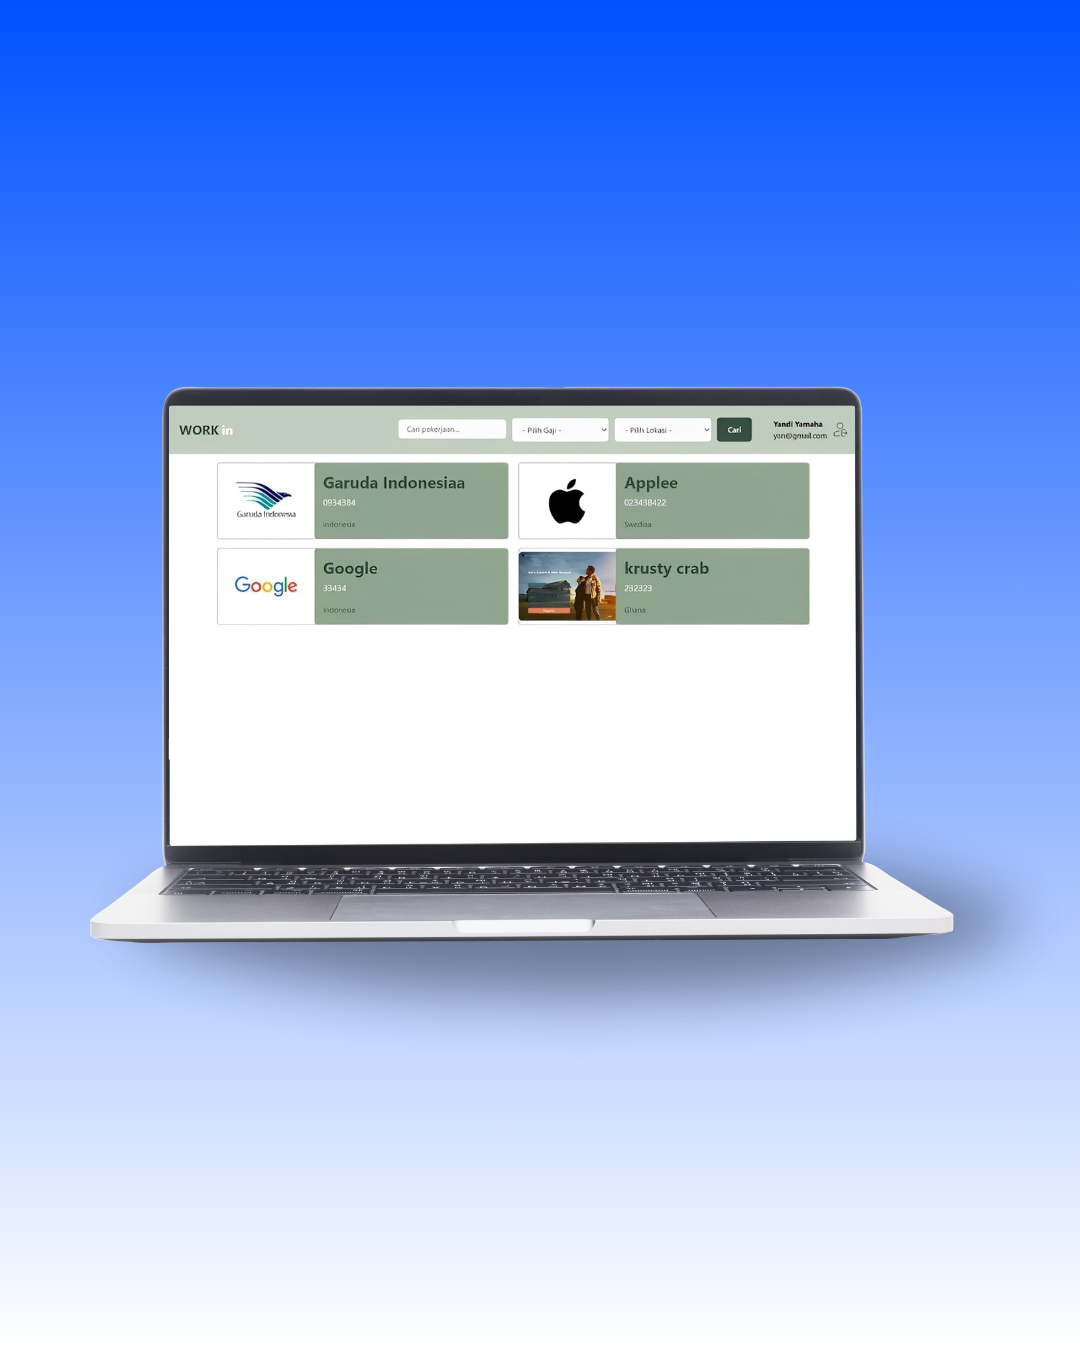 WORK in
Cari pekerjaan...
- Pilih Gaji -
- Pilih Lokasi -
Cari
Yandi Yamaha
yan@gmail.com
Garuda Indonesia
Garuda Indonesiaa
0934384
Indonesia
Applee
023438422
Swediaa
Google
Google
33434
Indonesia
krusty crab
232323
Ghana